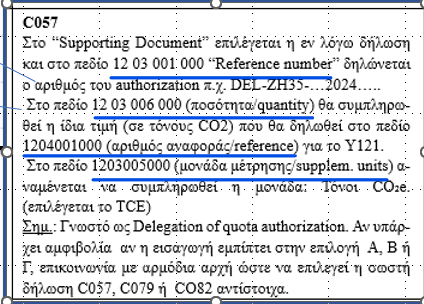 C057
Στο “Supporting Document” επιλέγεται η εν λόγω δήλωση
και στο πεδίο 12 03 001 000 “Reference number” δηλώνεται
ο αριθμός του authorization π.χ. DEL-ZH35-…2024…..
Στο πεδίο 12 03 006 000 (ποσότητα/quantity) θα συμπληρω-
θεί η ίδια τιμή (σε τόνους CO2) που θα δηλωθεί στο πεδίο
1204001000 (αριθμός αναφοράς/reference) για το Y121.
Στο πεδίο 1203005000 (μονάδα μέτρησης/supplem. units) α-
ναμένεται να συμπληρωθεί η μονάδα: Τόνοι CO₂e.
(επιλέγεται το TCE)
Σημ.: Γνωστό ως Delegation of quota authorization. Αν υπάρ-
χει αμφιβολία αν η εισαγωγή εμπίπτει στην επιλογή Α, Β ή
Γ, επικοινωνία με αρμόδια αρχή ώστε να επιλεγεί η σωστή
δήλωση C057, C079 ή CO82 αντίστοιχα.